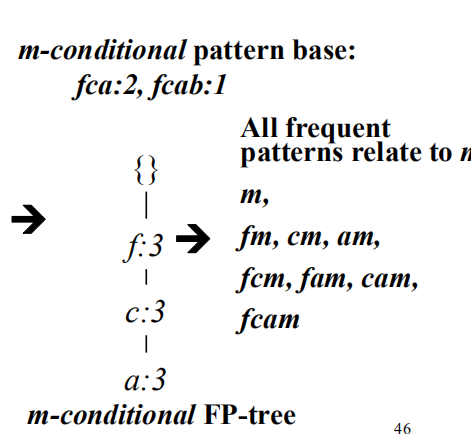 m-conditional pattern base:
fca:2, fcab:1
All frequent
patterns relate to
{}
m,
f:3
fm, cm, am,
fcm, fam, cam,
c:3
fcam
a:3
m-conditional FP-tree
46